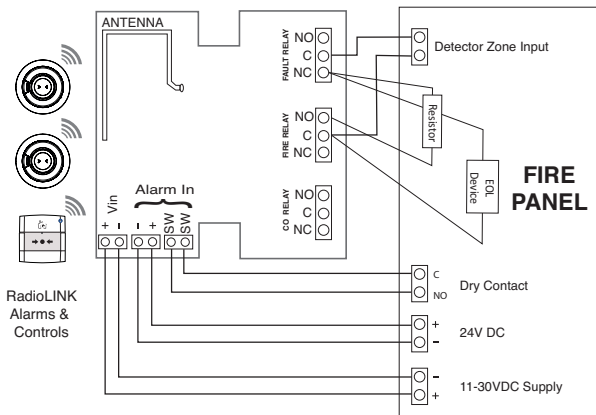 ANTENNA
FAULT RELAY
NO
C
NC
FIRE RELAY
NO
C
NC
CO RELAY
NO
C
NC
Vin
Alarm In
+ - - + SW SW
RadioLINK
Alarms &
Controls
Detector Zone Input
Resistor
EOL
Device
FIRE
PANEL
C
NO
Dry Contact
+
-
24V DC
-
+
11-30VDC Supply